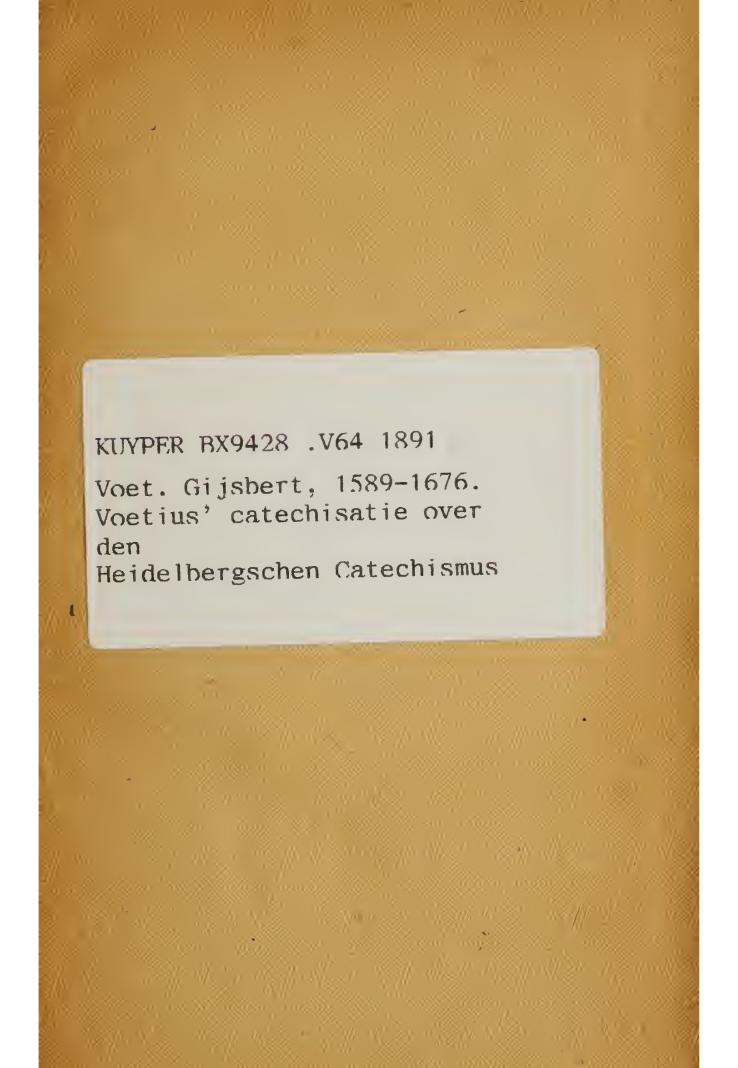 KUYPER BX9428 .V64 1891
Voet. Gijsbert, 1589-1676.
Voetius' catechisatie over
den
Heidelbergschen Catechismus